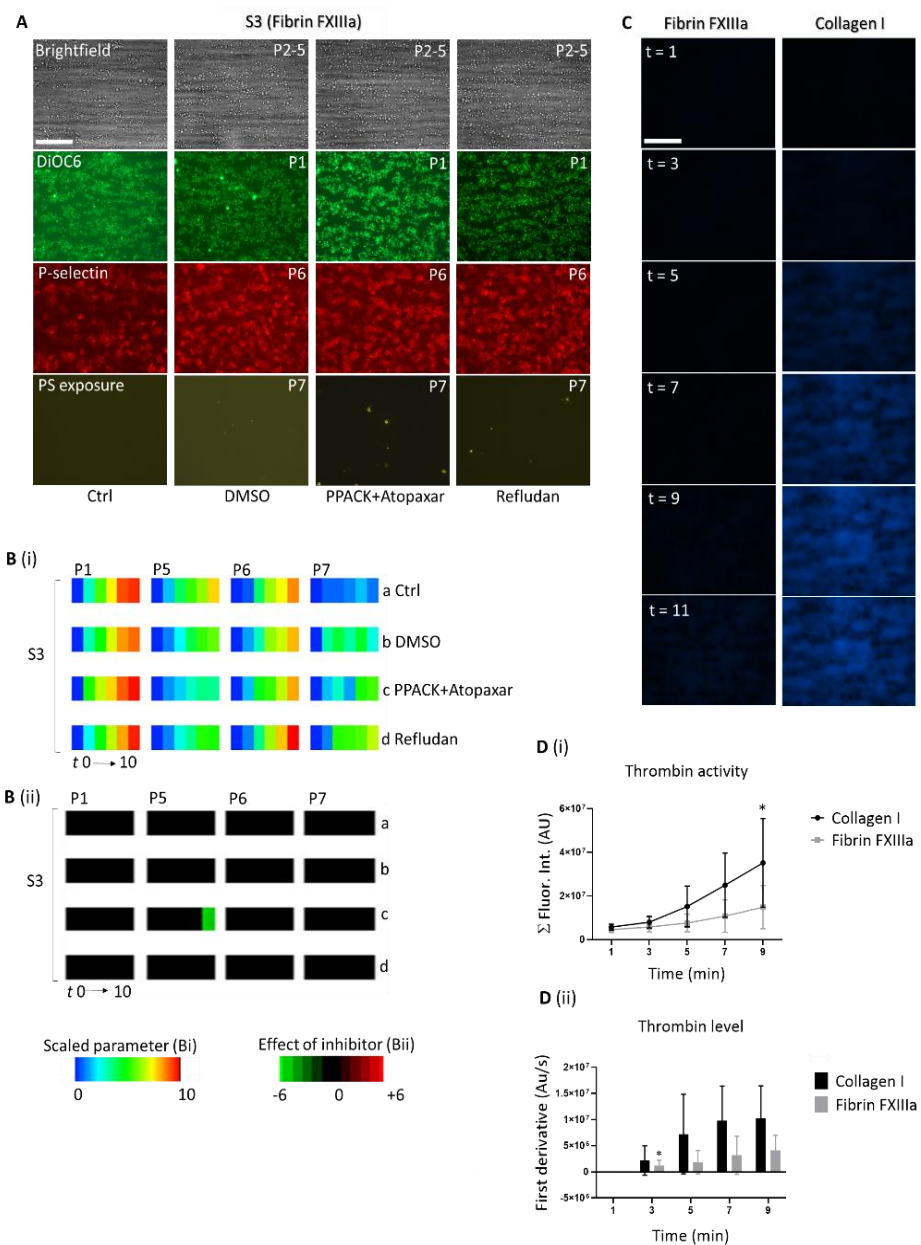 A
S3 (Fibrin FXIIIa)
Brightfield
P2-5
P2-5
P2-5
DiOC6
P1
P1
P1
P-selectin
P6
P6
P6
PS exposure
P7
P7
P7
Ctrl
DMSO
PPACK+Atopaxar
Refludan
C
Fibrin FXIIIa
Collagen I
t = 1
t = 3
t = 5
t = 7
t = 9
t = 11
B (i)
P1
P5
P6
P7
S3
a Ctrl
b DMSO
c PPACK+Atopaxar
d Refludan
t 0 → 10
B (ii)
P1
P5
P6
P7
S3
a
b
c
d
t 0 → 10
Scaled parameter (Bi)
0
10
Effect of inhibitor (Bii)
-6
0
+6
D (i)
Thrombin activity
Σ Fluor. Int. (AU)
6×10⁷
4×10⁷
2×10⁷
0
*
1
3
5
7
9
Time (min)
Collagen I
Fibrin FXIIIa
D (ii)
Thrombin level
First derivative (Au/s)
2×10⁷
1.5×10⁷
1×10⁷
5×10⁶
0
-5×10⁶
*
1
3
5
7
9
Time (min)
Collagen I
Fibrin FXIIIa